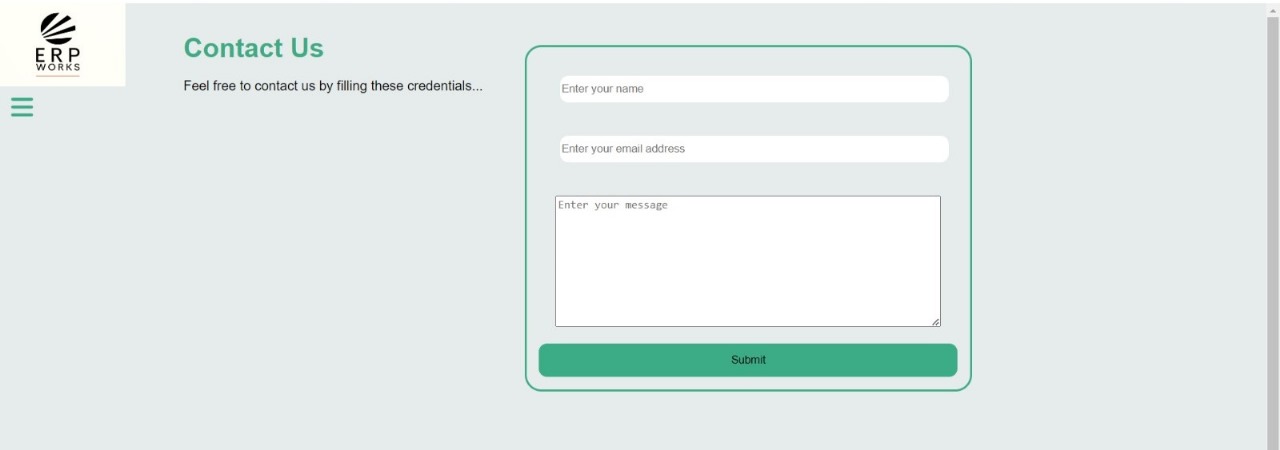 ERP
WORKS
Contact Us
Feel free to contact us by filling these credentials...
Enter your name
Enter your email address
Enter your message
Submit